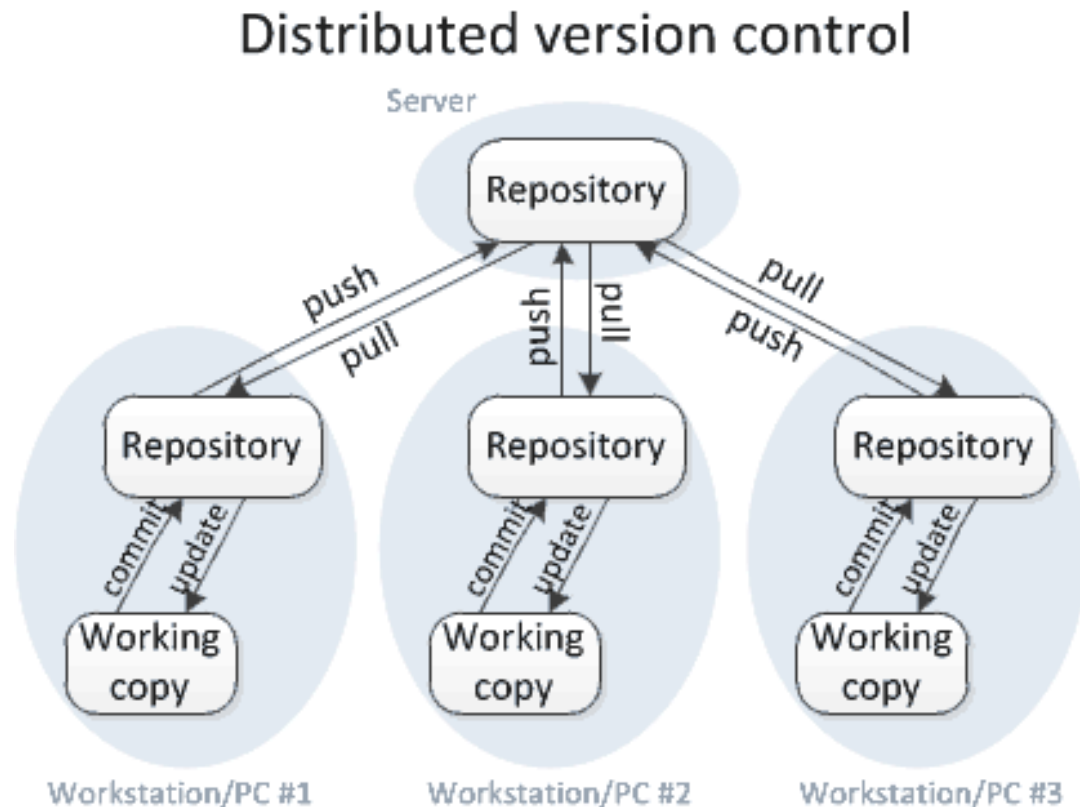 Distributed version control
Server
Repository
push
pull
push
pull
pull
push
Repository
Repository
Repository
commit
update
commit
update
commit
update
Working
copy
Working
copy
Working
copy
Workstation/PC #1
Workstation/PC #2
Workstation/PC #3